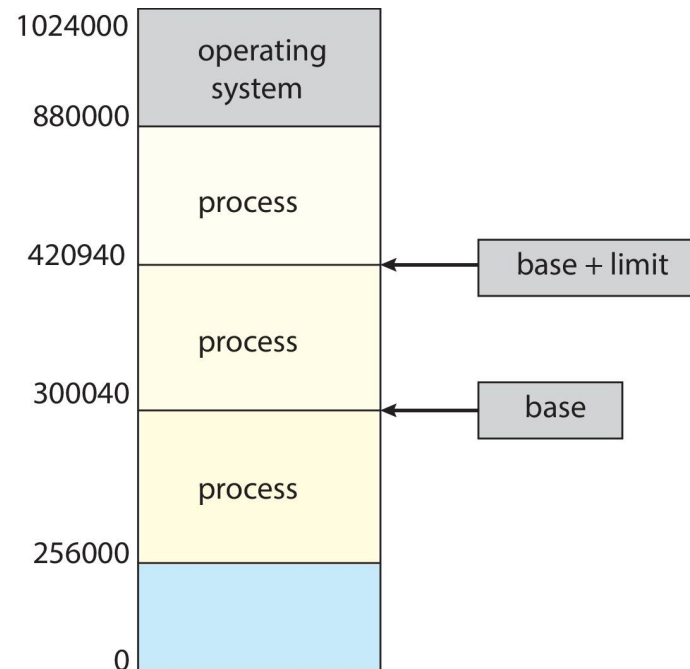 1024000
operating
system
880000
process
420940
base + limit
process
300040
base
process
256000
0